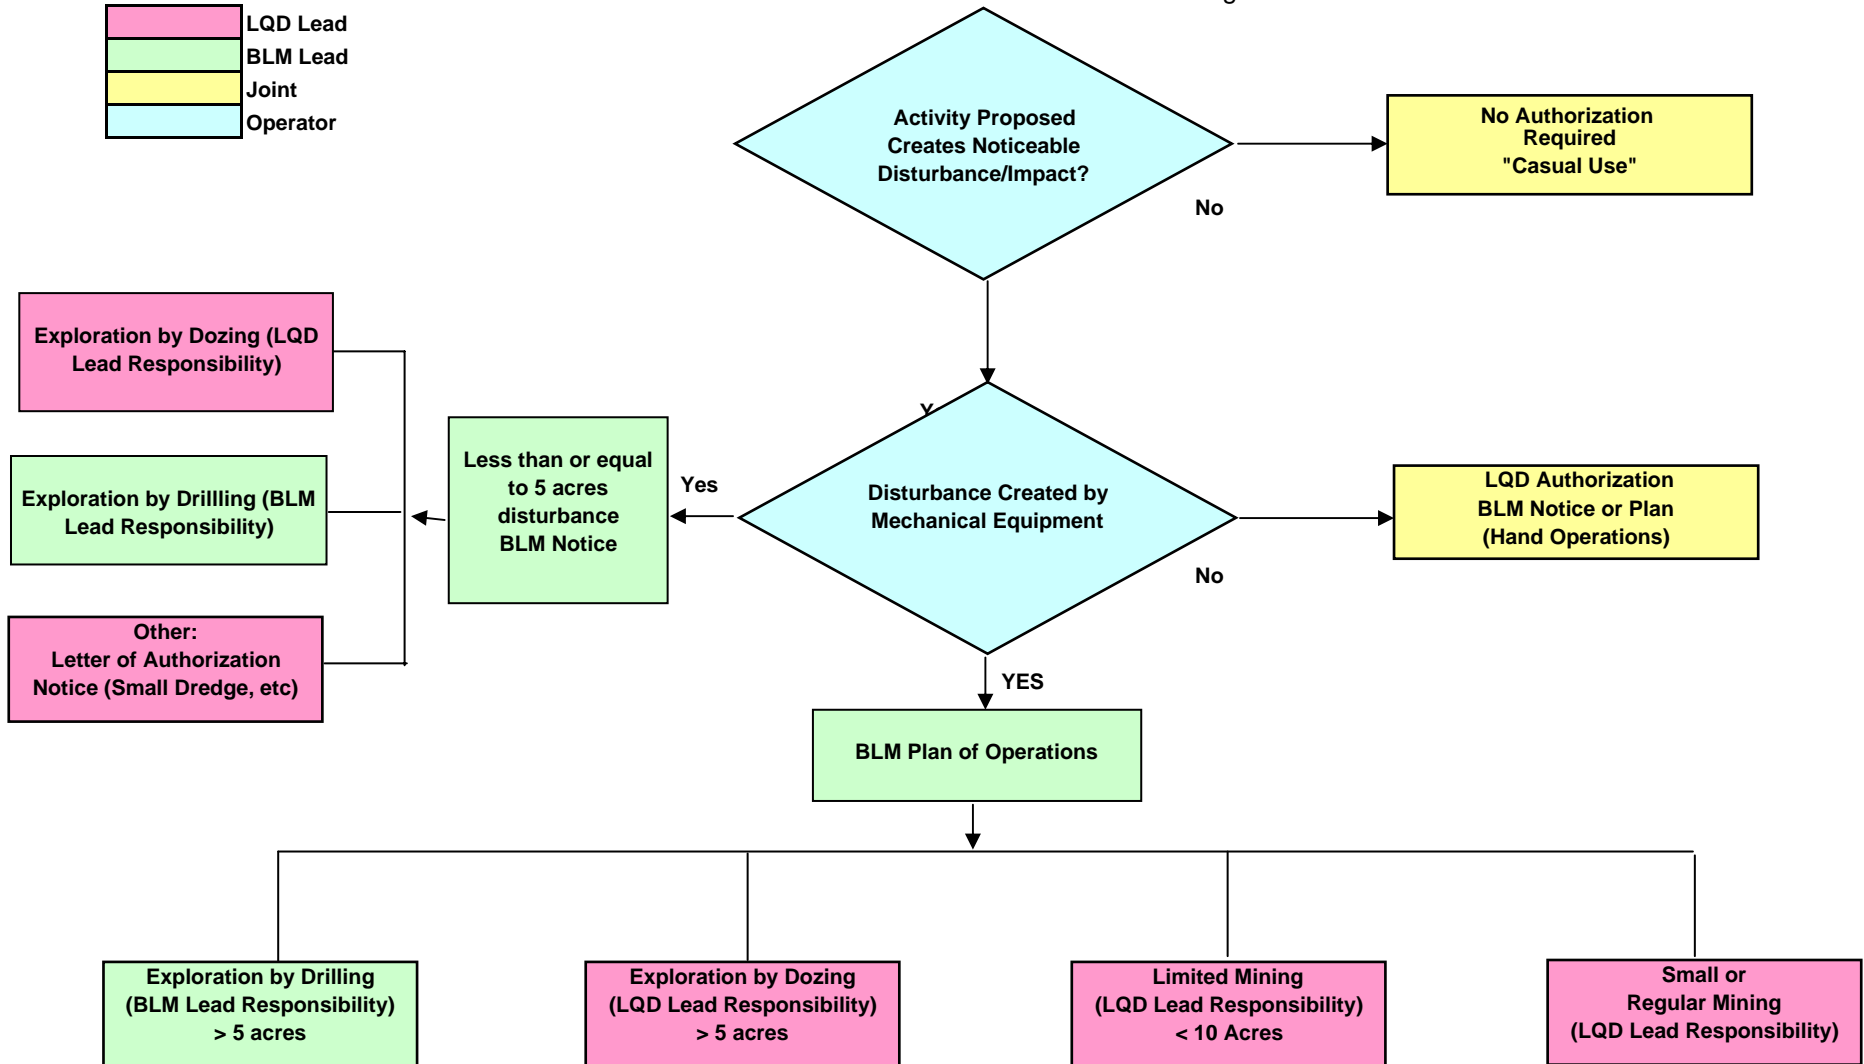 LQD Lead
BLM Lead
Joint
Operator
Activity Proposed
Creates Noticeable
Disturbance/Impact?
No
No Authorization
Required
"Casual Use"
Exploration by Dozing (LQD
Lead Responsibility)
Exploration by Drillling (BLM
Lead Responsibility)
Other:
Letter of Authorization
Notice (Small Dredge, etc)
Less than or equal
to 5 acres
disturbance
BLM Notice
Yes
Disturbance Created by
Mechanical Equipment
No
LQD Authorization
BLM Notice or Plan
(Hand Operations)
YES
BLM Plan of Operations
Exploration by Drilling
(BLM Lead Responsibility)
> 5 acres
Exploration by Dozing
(LQD Lead Responsibility)
> 5 acres
Limited Mining
(LQD Lead Responsibility)
< 10 Acres
Small or
Regular Mining
(LQD Lead Responsibility)